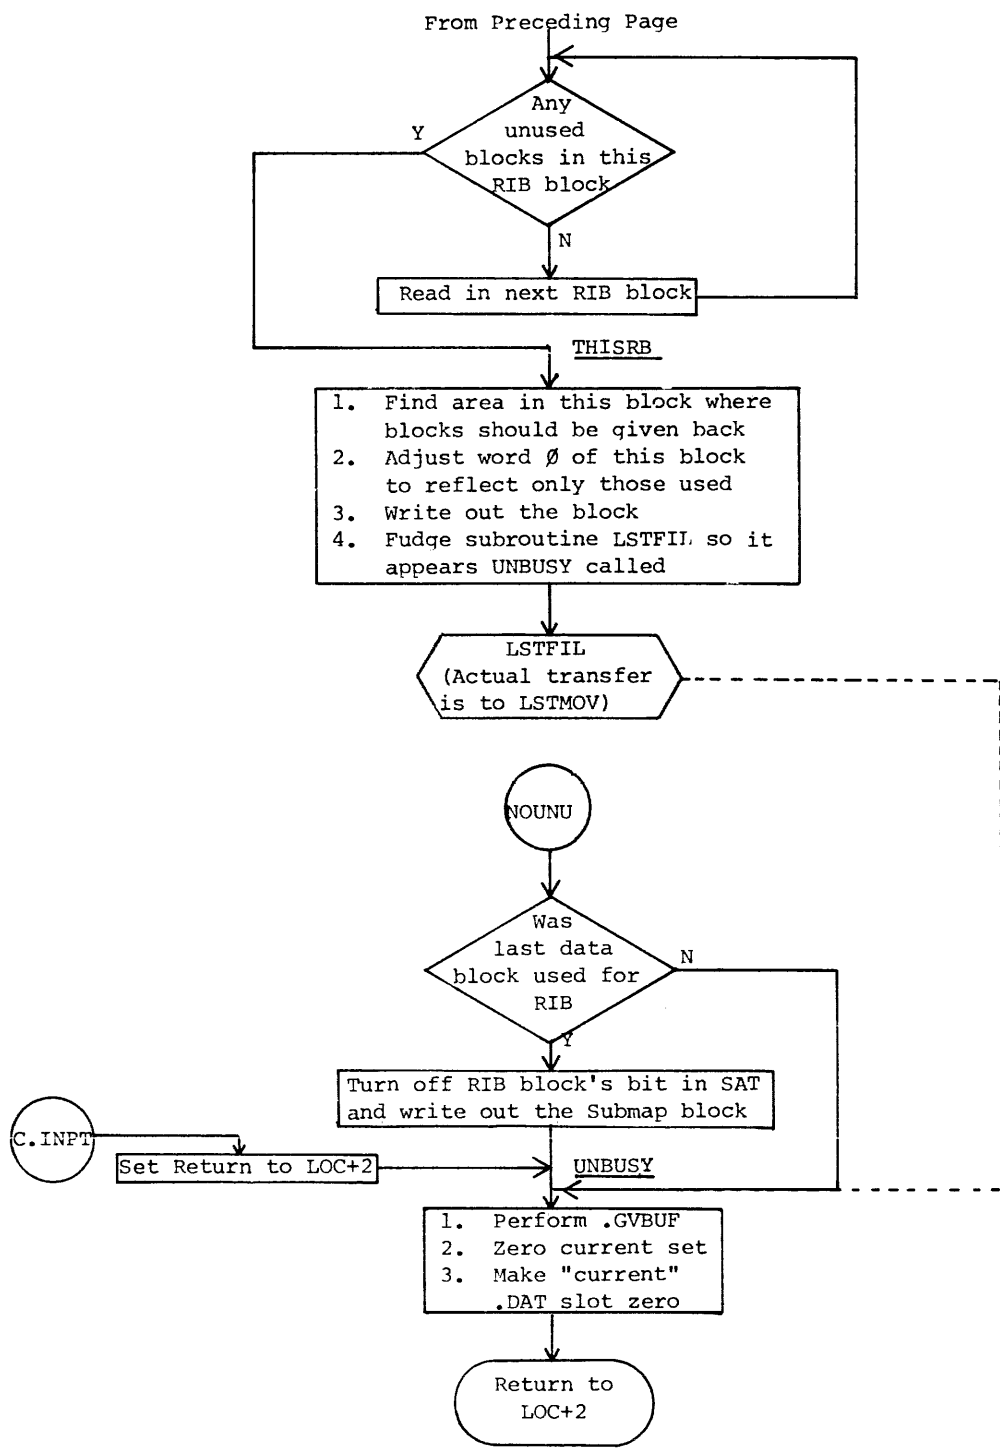 From Preceding Page
Any
unused
blocks in this
RIB block
Y
N
Read in next RIB block
THISRB
1. Find area in this block where
blocks should be given back
2. Adjust word Ø of this block
to reflect only those used
3. Write out the block
4. Fudge subroutine LSTFIL so it
appears UNBUSY called
LSTFIL
(Actual transfer
is to LSTMOV)
NOUNU
Was
last data
block used for
RIB
N
Y
Turn off RIB block's bit in SAT
and write out the Submap block
C.INPT
Set Return to LOC+2
UNBUSY
1. Perform .GVBUF
2. Zero current set
3. Make "current"
.DAT slot zero
Return to
LOC+2